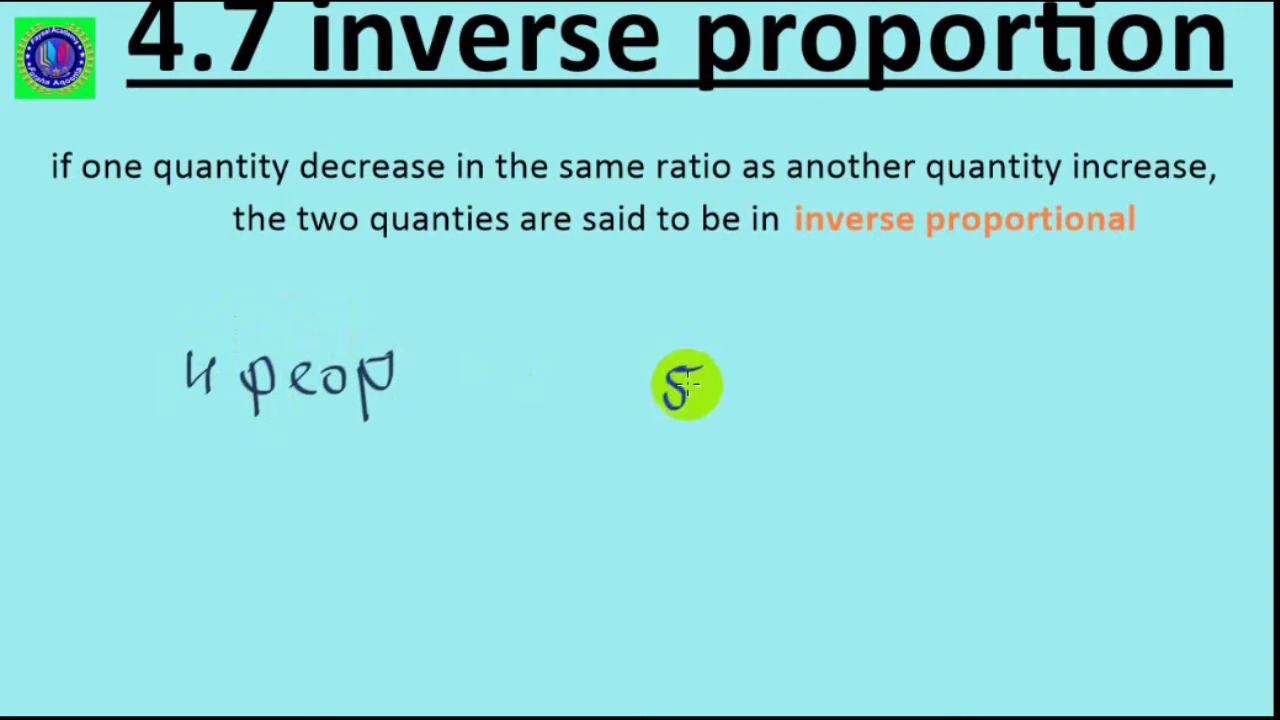 4.7 inverse proportion
if one quantity decrease in the same ratio as another quantity increase,
the two quanties are said to be in inverse proportional
4 peop 5